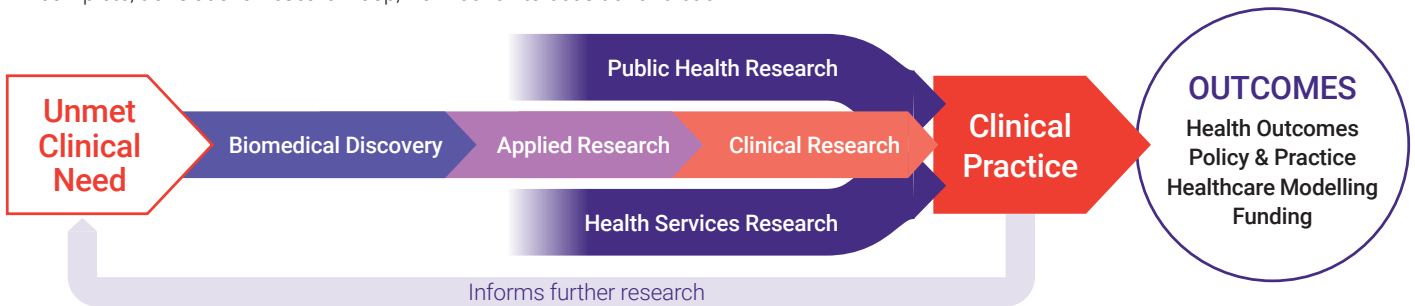 Public Health Research
Unmet
Clinical
Need
Biomedical Discovery
Applied Research
Clinical Research
Health Services Research
Clinical
Practice
OUTCOMES
Health Outcomes
Policy & Practice
Healthcare Modelling
Funding
Informs further research